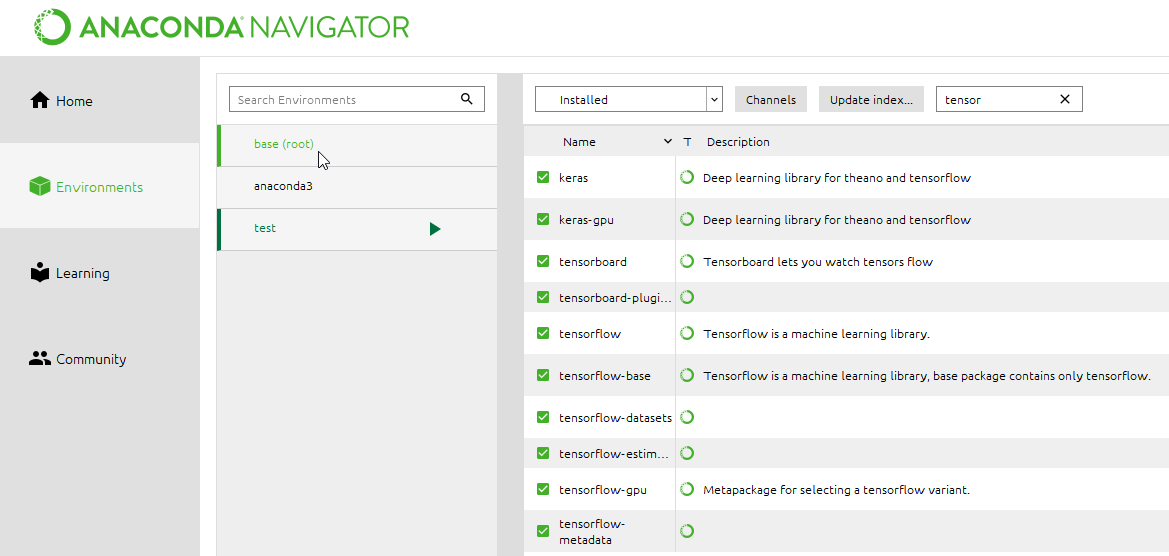 ANACONDA NAVIGATOR
Home
Environments
Learning
Community
Search Environments
base (root)
anaconda3
test
Installed
Channels
Update index...
tensor
Name
T
Description
keras
Deep learning library for theano and tensorflow
keras-gpu
Deep learning library for theano and tensorflow
tensorboard
Tensorboard lets you watch tensors flow
tensorboard-plugi...
tensorflow
Tensorflow is a machine learning library.
tensorflow-base
Tensorflow is a machine learning library, base package contains only tensorflow.
tensorflow-datasets
tensorflow-estim...
tensorflow-gpu
Metapackage for selecting a tensorflow variant.
tensorflow-
metadata